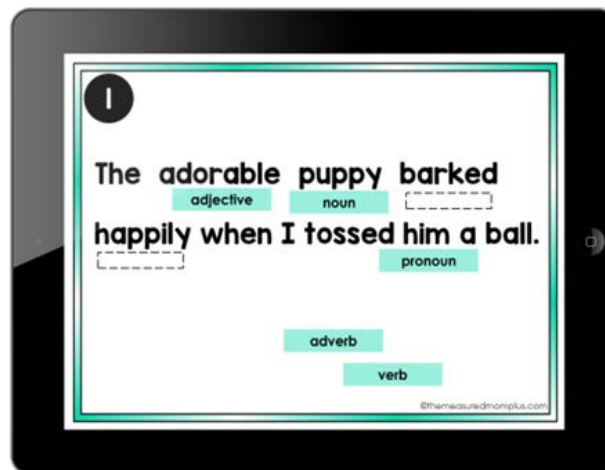 1
The adorable puppy barked
adjective noun
happily when I tossed him a ball.
pronoun
adverb
verb
©themeasuredmomplus.com